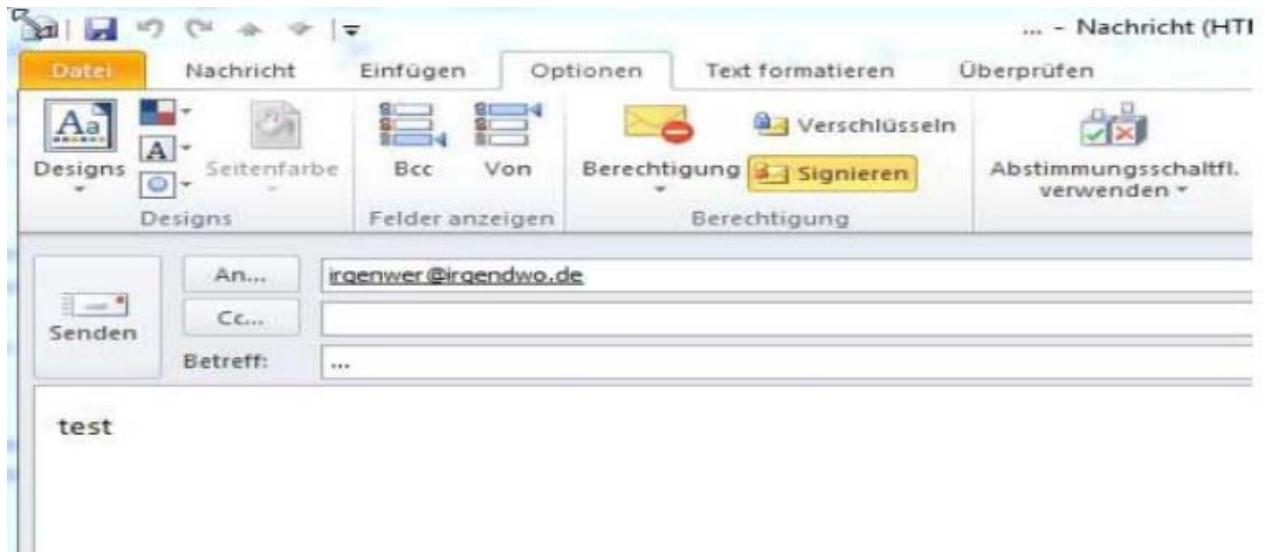 ... - Nachricht (HTI
Datei Nachricht Einfügen Optionen Text formatieren Überprüfen
Aa
A
Designs Seitenfarbe Bcc Von Berechtigung Verschlüsseln
Signieren
Abstimmungsschaltfl.
verwenden
Designs Felder anzeigen Berechtigung
An... irgenwer@irgendwo.de
Cc...
Senden
Betreff: ...
test